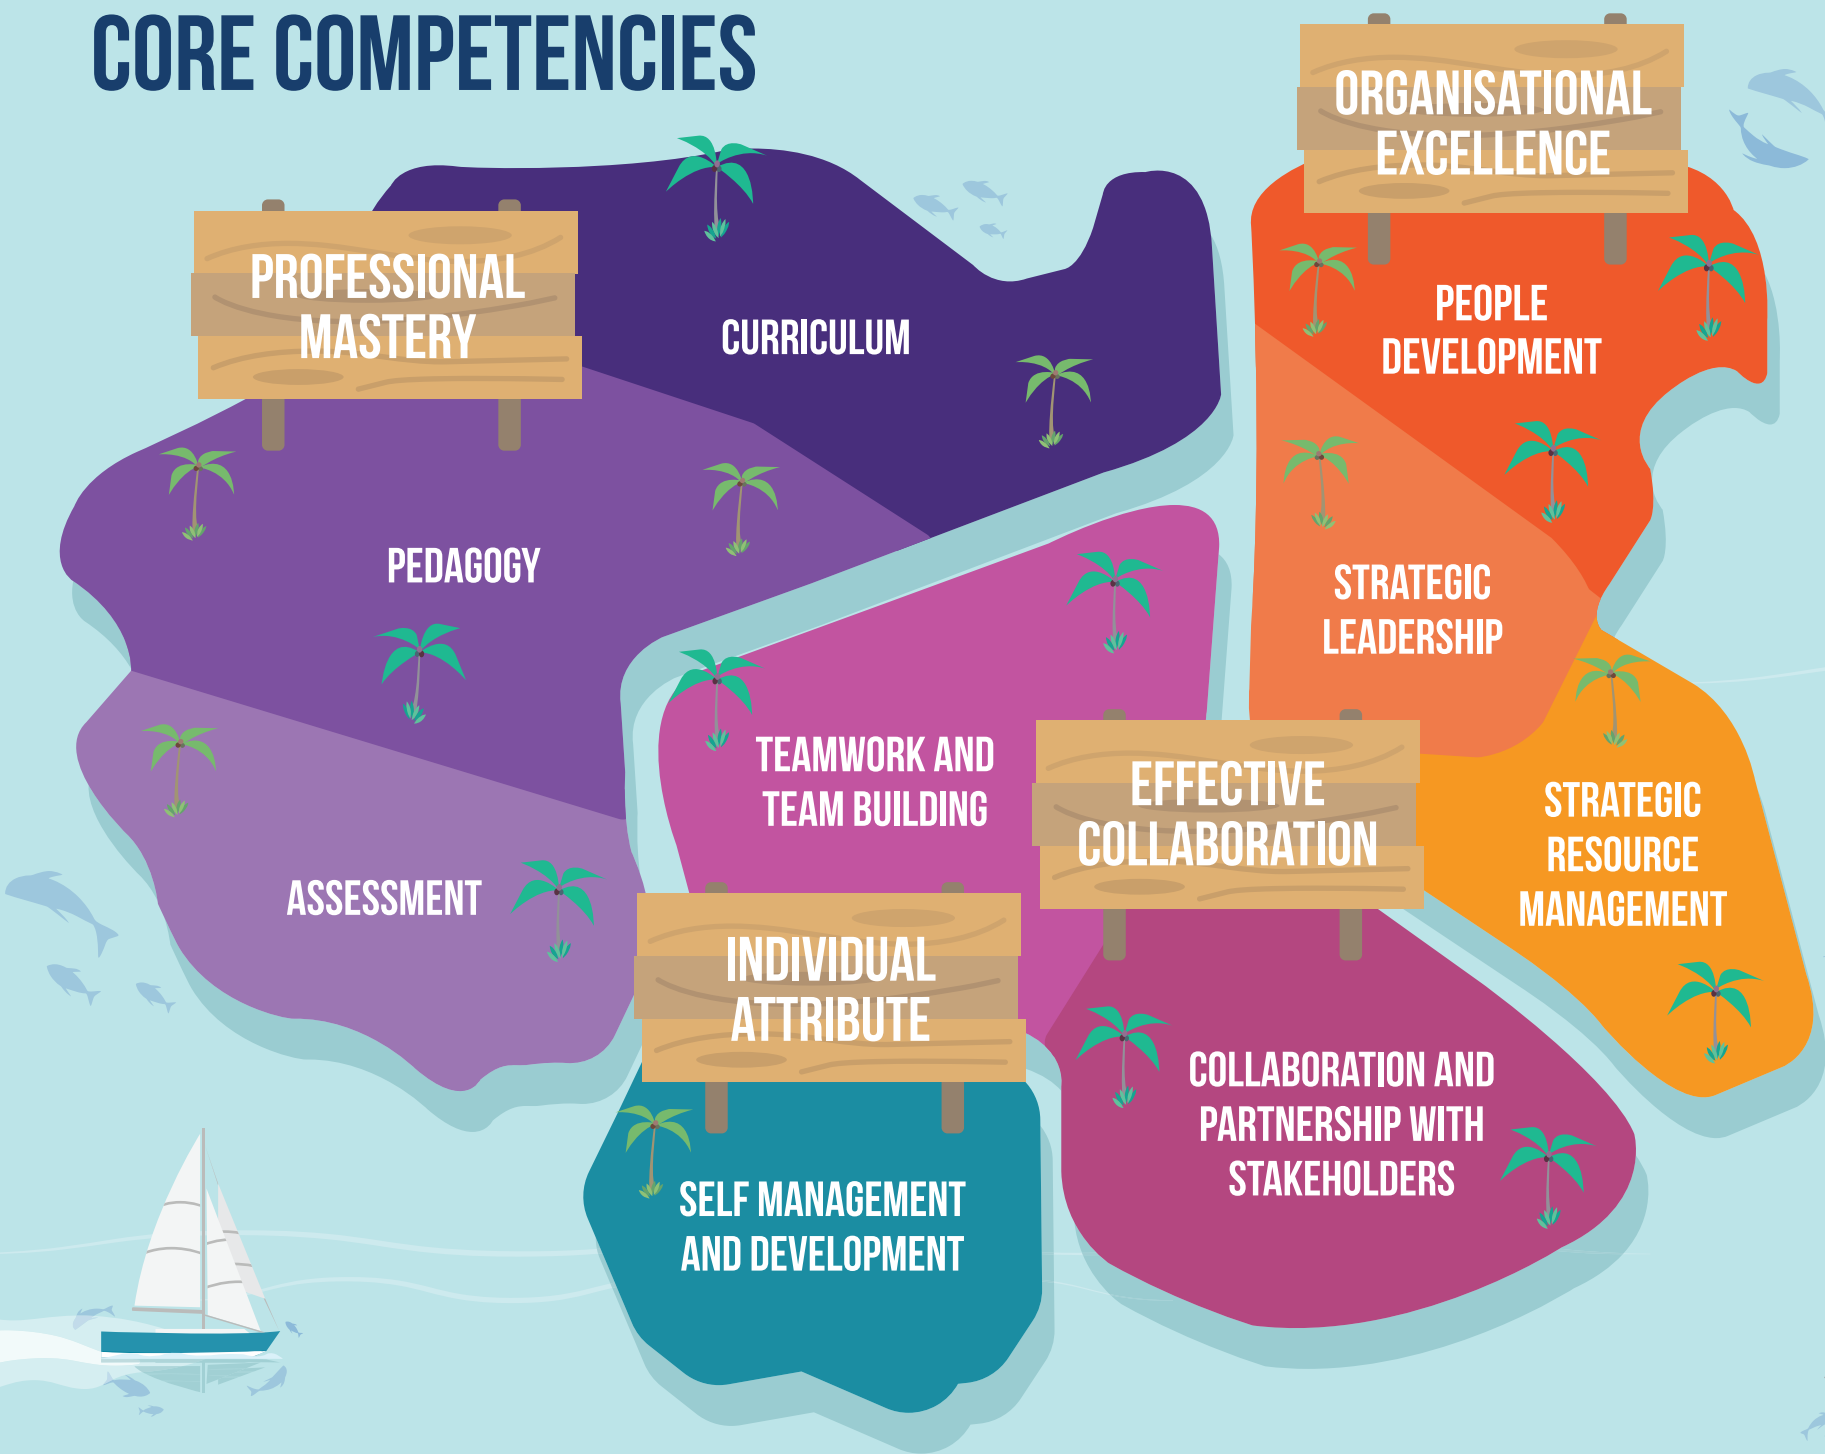 CORE COMPETENCIES
PROFESSIONAL
MASTERY
CURRICULUM
PEDAGOGY
ASSESSMENT
ORGANISATIONAL
EXCELLENCE
PEOPLE
DEVELOPMENT
STRATEGIC
LEADERSHIP
STRATEGIC
RESOURCE
MANAGEMENT
EFFECTIVE
COLLABORATION
TEAMWORK AND
TEAM BUILDING
COLLABORATION AND
PARTNERSHIP WITH
STAKEHOLDERS
INDIVIDUAL
ATTRIBUTE
SELF MANAGEMENT
AND DEVELOPMENT